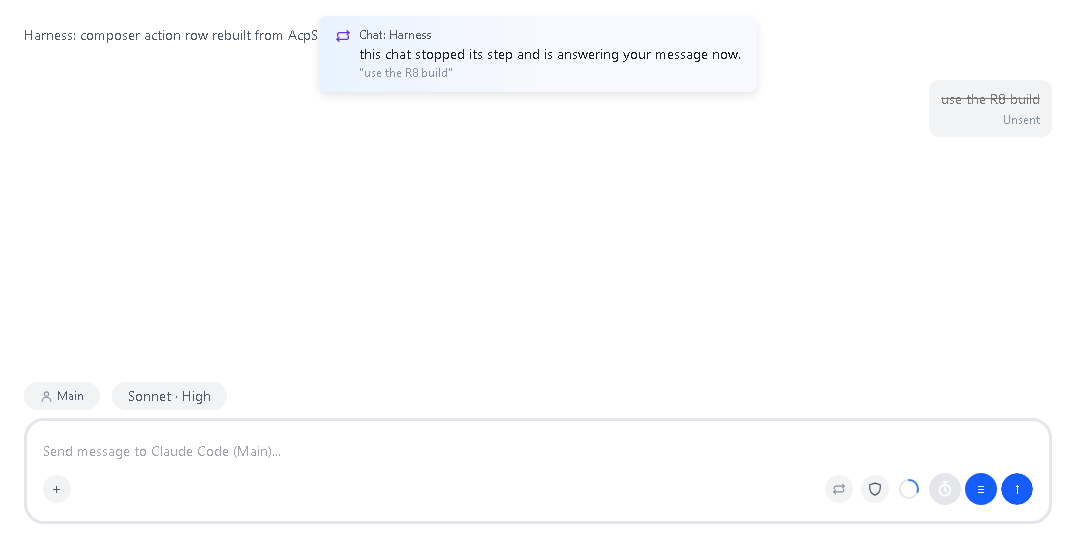 Harness: composer action row rebuilt from AcpS
Chat: Harness
this chat stopped its step and is answering your message now.
"use the R8 build"
use the R8 build
Unsent
Main
Sonnet · High
Send message to Claude Code (Main)...